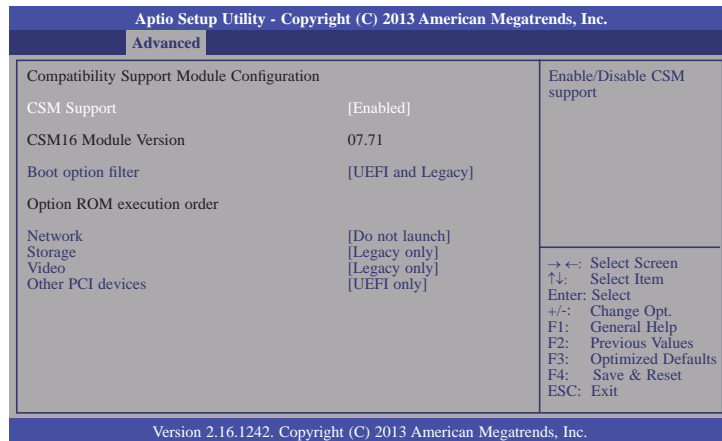 Aptio Setup Utility - Copyright (C) 2013 American Megatrends, Inc.
Advanced
Compatibility Support Module Configuration
CSM Support [Enabled]
CSM16 Module Version 07.71
Boot option filter [UEFI and Legacy]
Option ROM execution order
Network [Do not launch]
Storage [Legacy only]
Video [Legacy only]
Other PCI devices [UEFI only]
Enable/Disable CSM
support
→ ←: Select Screen
↑↓: Select Item
Enter: Select
+/-: Change Opt.
F1: General Help
F2: Previous Values
F3: Optimized Defaults
F4: Save & Reset
ESC: Exit
Version 2.16.1242. Copyright (C) 2013 American Megatrends, Inc.